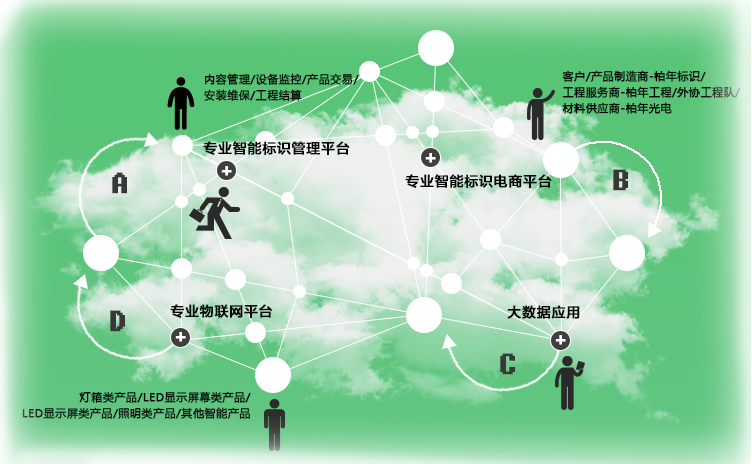 内容管理/设备监控/产品交易/
安装维保/工程结算
客户/产品制造商-柏年标识/
工程服务商-柏年工程/外协工程队/
材料供应商-柏年光电
专业智能标识管理平台
专业智能标识电商平台
A
B
专业物联网平台
大数据应用
D
C
灯箱类产品/LED显示屏幕类产品/
LED显示屏类产品/照明类产品/其他智能产品